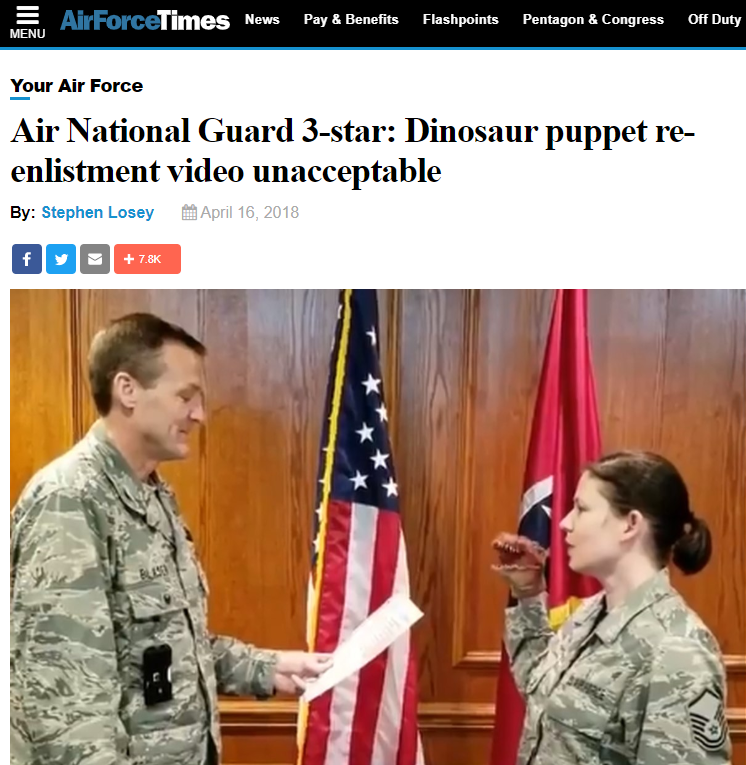 AirForceTimes News Pay & Benefits Flashpoints Pentagon & Congress Off Duty
MENU
Your Air Force
Air National Guard 3-star: Dinosaur puppet re-
enlistment video unacceptable
By: Stephen Losey April 16, 2018
f + 7.8K